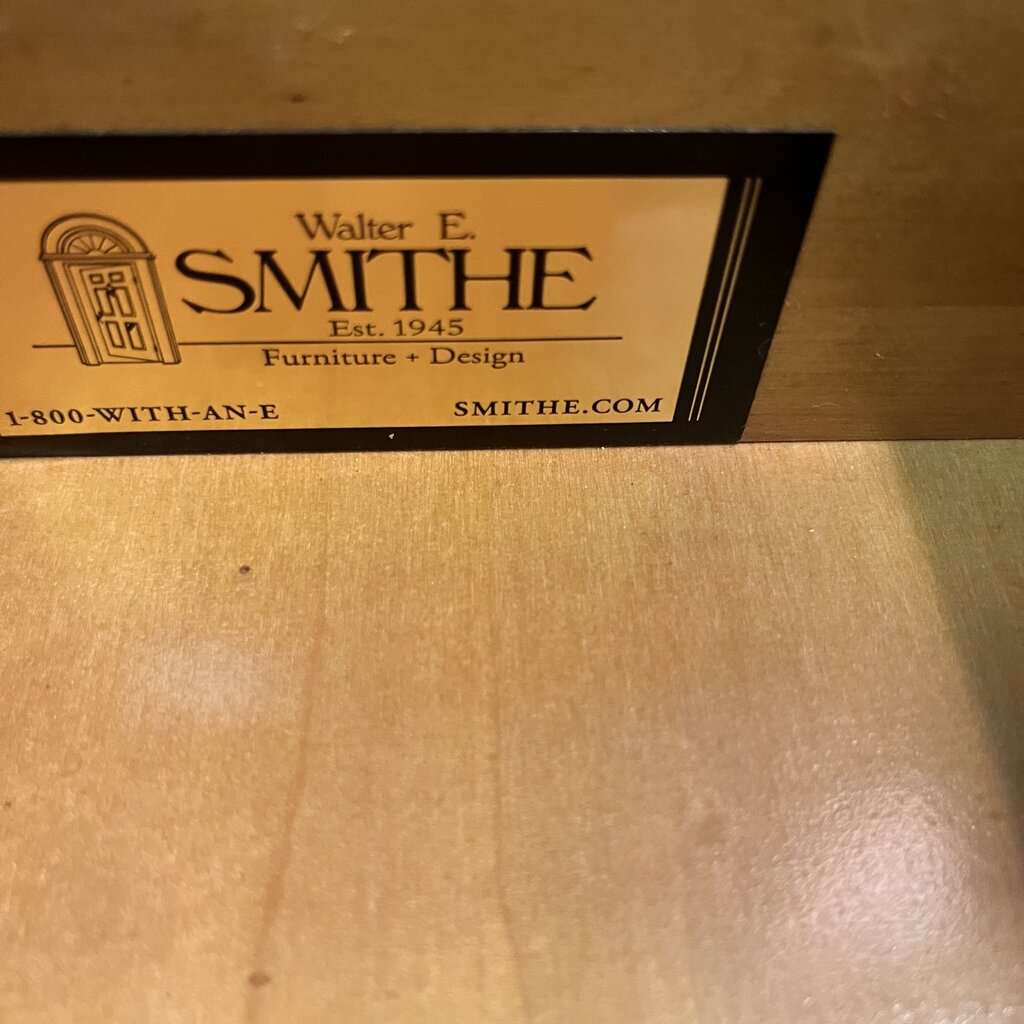 Walter E.
SMITHE
Est. 1945
Furniture + Design
1-800-WITH-AN-E
SMITHE.COM